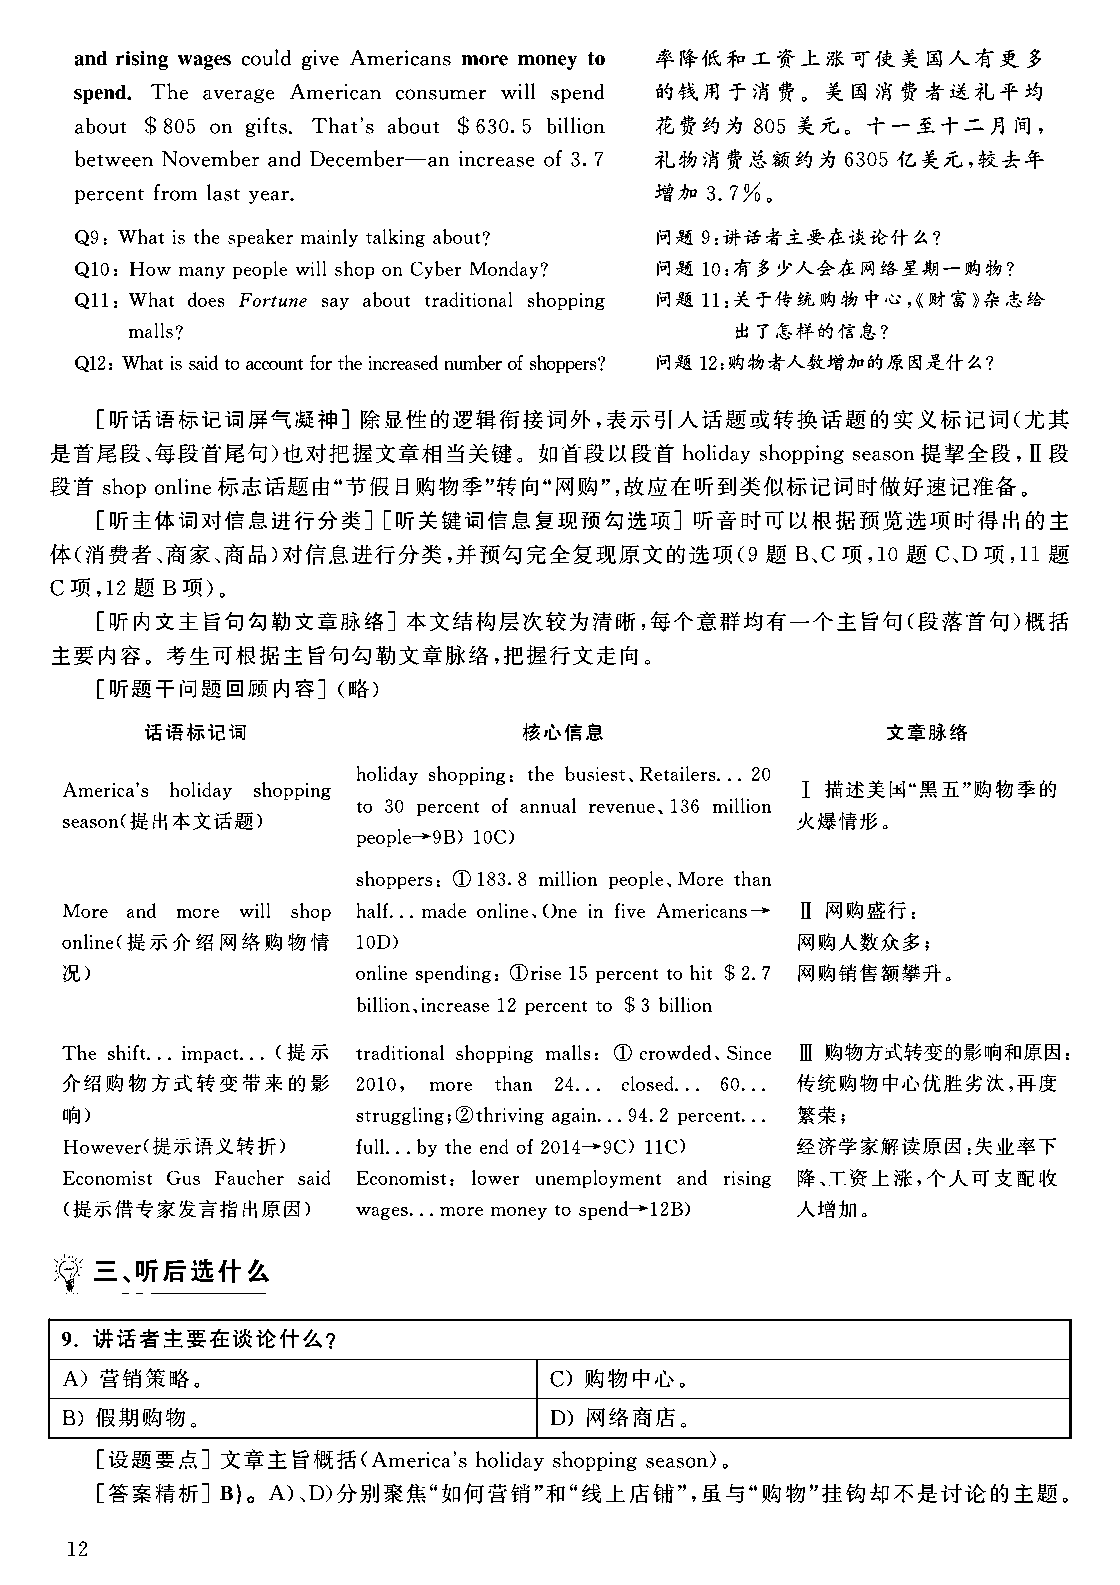 and rising wages could give Americans more money to
spend. The average American consumer will spend
about $805 on gifts. That's about $630.5 billion
between November and December—an increase of 3.7
percent from last year.
率降低和工资上涨可使美国人有更多
的钱用于消费。美国消费者送礼平均
花费约为 805 美元。十一至十二月间，
礼物消费总额约为 6305 亿美元,较去年
增加 3.7%。
Q9: What is the speaker mainly talking about?
问题 9:讲话者主要在谈论什么?
Q10: How many people will shop on Cyber Monday?
问题 10:有多少人会在网络星期一购物?
Q11: What does Fortune say about traditional shopping
malls?
问题 11:关于传统购物中心,《财富》杂志给
出了怎样的信息?
Q12: What is said to account for the increased number of shoppers?
问题 12:购物者人数增加的原因是什么?
[听话语标记词屏气凝神] 除显性的逻辑衔接词外,表示引入话题或转换话题的实义标记词(尤其
是首尾段、每段首尾句)也对把握文章相当关键。如首段以段首 holiday shopping season 提挈全段,Ⅱ段
段首 shop online 标志话题由“节假日购物季”转向“网购”,故应在听到类似标记词时做好速记准备。
[听主体词对信息进行分类][听关键词信息复现预勾选项] 听音时可以根据预览选项时得出的主
体(消费者、商家、商品)对信息进行分类,并预勾完全复现原文的选项(9 题 B、C 项,10 题 C、D 项,11 题
C 项,12 题 B 项)。
[听内文主旨句勾勒文章脉络] 本文结构层次较为清晰,每个意群均有一个主旨句(段落首句)概括
主要内容。考生可根据主旨句勾勒文章脉络,把握行文走向。
[听题干问题回顾内容] (略)
话语标记词 核心信息 文章脉络
America's holiday shopping
season(提出本文话题)
holiday shopping: the busiest、Retailers... 20
to 30 percent of annual revenue、136 million
people→9B) 10C)
Ⅰ 描述美国“黑五”购物季的
火爆情形。
More and more will shop
online(提示介绍网络购物情
况)
shoppers: ①183.8 million people、More than
half... made online、One in five Americans→
10D)
online spending: ①rise 15 percent to hit $2.7
billion、increase 12 percent to $3 billion
Ⅱ 网购盛行:
网购人数众多;
网购销售额攀升。
The shift... impact... (提示
介绍购物方式转变带来的影
响)
However(提示语义转折)
Economist Gus Faucher said
(提示借专家发言指出原因)
traditional shopping malls: ① crowded、Since
2010, more than 24... closed... 60...
struggling;②thriving again... 94.2 percent...
full... by the end of 2014→9C) 11C)
Economist: lower unemployment and rising
wages... more money to spend→12B)
Ⅲ 购物方式转变的影响和原因:
传统购物中心优胜劣汰,再度
繁荣;
经济学家解读原因:失业率下
降、工资上涨,个人可支配收
入增加。
三、听后选什么
9. 讲话者主要在谈论什么?
A) 营销策略。
C) 购物中心。
B) 假期购物。
D) 网络商店。
[设题要点] 文章主旨概括(America's holiday shopping season)。
[答案精析] B)。A)、D)分别聚焦“如何营销”和“线上店铺”,虽与“购物”挂钩却不是讨论的主题。
12